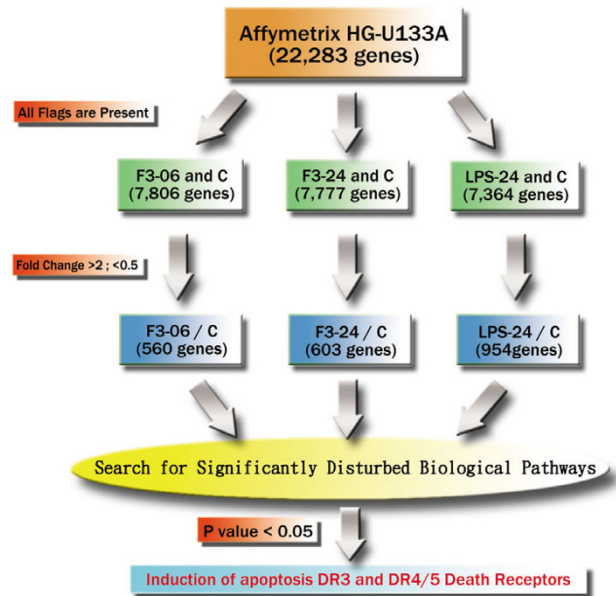 Affymetrix HG-U133A
(22,283 genes)
All Flags are Present
F3-06 and C
(7,806 genes)
F3-24 and C
(7,777 genes)
LPS-24 and C
(7,364 genes)
Fold Change >2 ; <0.5
F3-06 / C
(560 genes)
F3-24 / C
(603 genes)
LPS-24 / C
(954genes)
Search for Significantly Disturbed Biological Pathways
P value < 0.05
Induction of apoptosis DR3 and DR4/5 Death Receptors